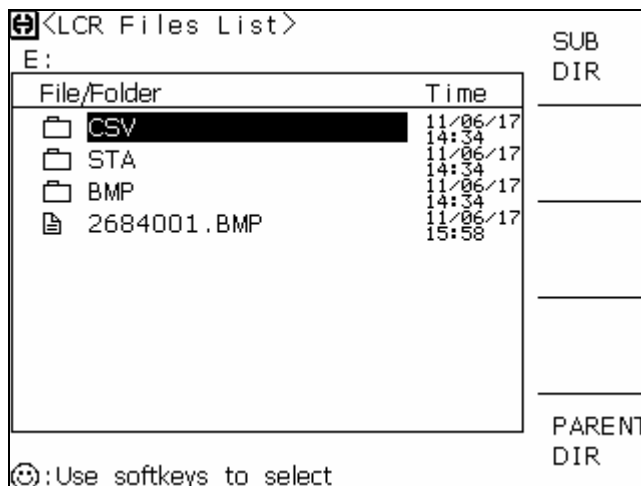 <LCR Files List>
E:
File/Folder Time
CSV 11/06/17 14:34
STA 11/06/17 14:34
BMP 11/06/17 14:34
2684001.BMP 11/06/17 15:58
:Use softkeys to select
SUB
DIR
PARENT
DIR